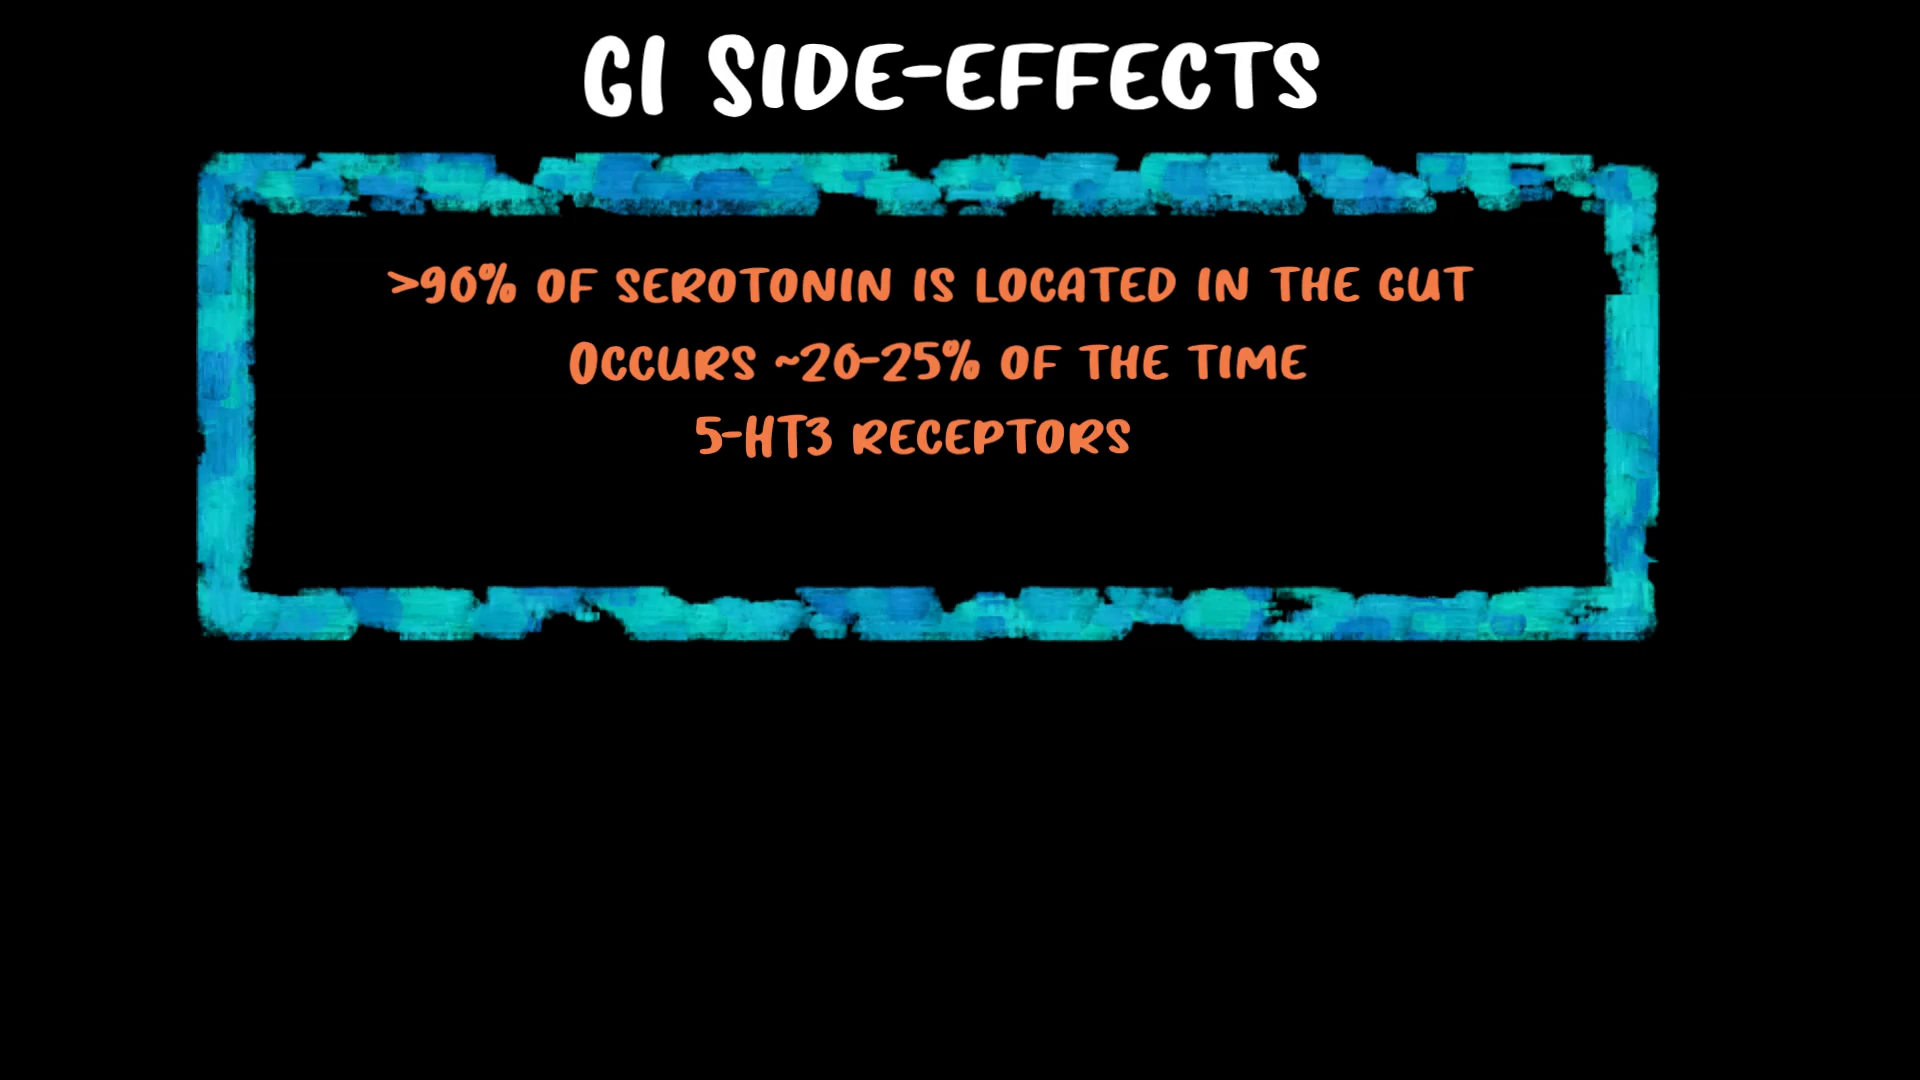 GI SIDE-EFFECTS
>90% OF SEROTONIN IS LOCATED IN THE GUT
OCCURS ~20-25% OF THE TIME
5-HT3 RECEPTORS